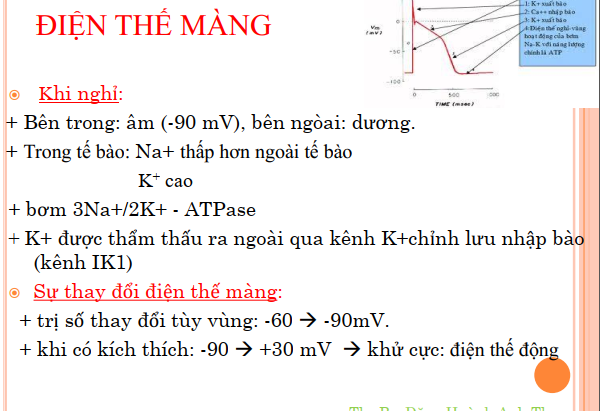 ĐIỆN THẾ MÀNG
1: K+ xuất bào
2: Ca++ nhập bào
3: K+ xuất bào
4:Điện thế nghỉ-vùng
hoạt động của bơm
Na-K với năng lượng
chính là ATP
Vm
(mV)
0
-50
-100
0 500
TIME (msec)
Khi nghỉ:
+ Bên trong: âm (-90 mV), bên ngòai: dương.
+ Trong tế bào: Na+ thấp hơn ngoài tế bào
K+ cao
+ bơm 3Na+/2K+ - ATPase
+ K+ được thẩm thấu ra ngoài qua kênh K+chỉnh lưu nhập bào
(kênh IK1)
Sự thay đổi điện thế màng:
+ trị số thay đổi tùy vùng: -60 → -90mV.
+ khi có kích thích: -90 → +30 mV → khử cực: điện thế động